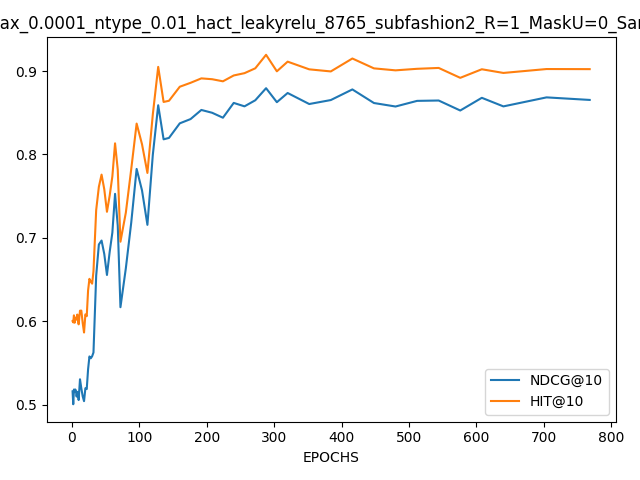 ax_0.0001_ntype_0.01_hact_leakyrelu_8765_subfashion2_R=1_MaskU=0_Sar
0.9
0.8
0.7
0.6
0.5
NDCG@10
HIT@10
0 100 200 300 400 500 600 700 800
EPOCHS